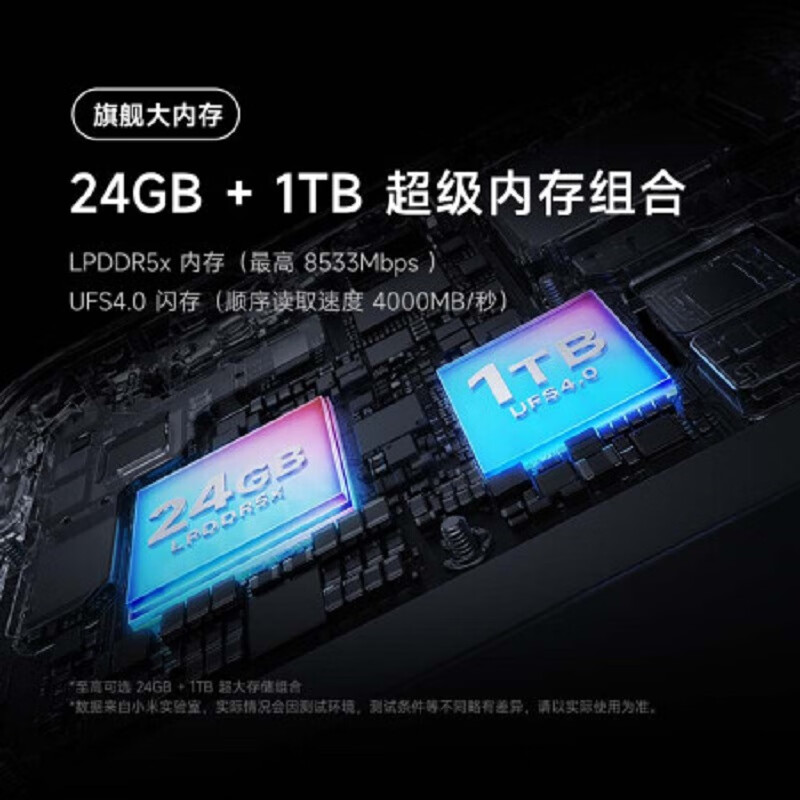 旗舰大内存
24GB + 1TB 超级内存组合
LPDDR5x 内存（最高 8533Mbps ）
UFS4.0 闪存（顺序读取速度 4000MB/秒）
1TB
UFS4.0
24GB
LPDDR5X
*至高可选 24GB + 1TB 超大存储组合
*数据来自小米实验室，实际情况会因测试环境，测试条件等不同略有差异，请以实际使用为准。